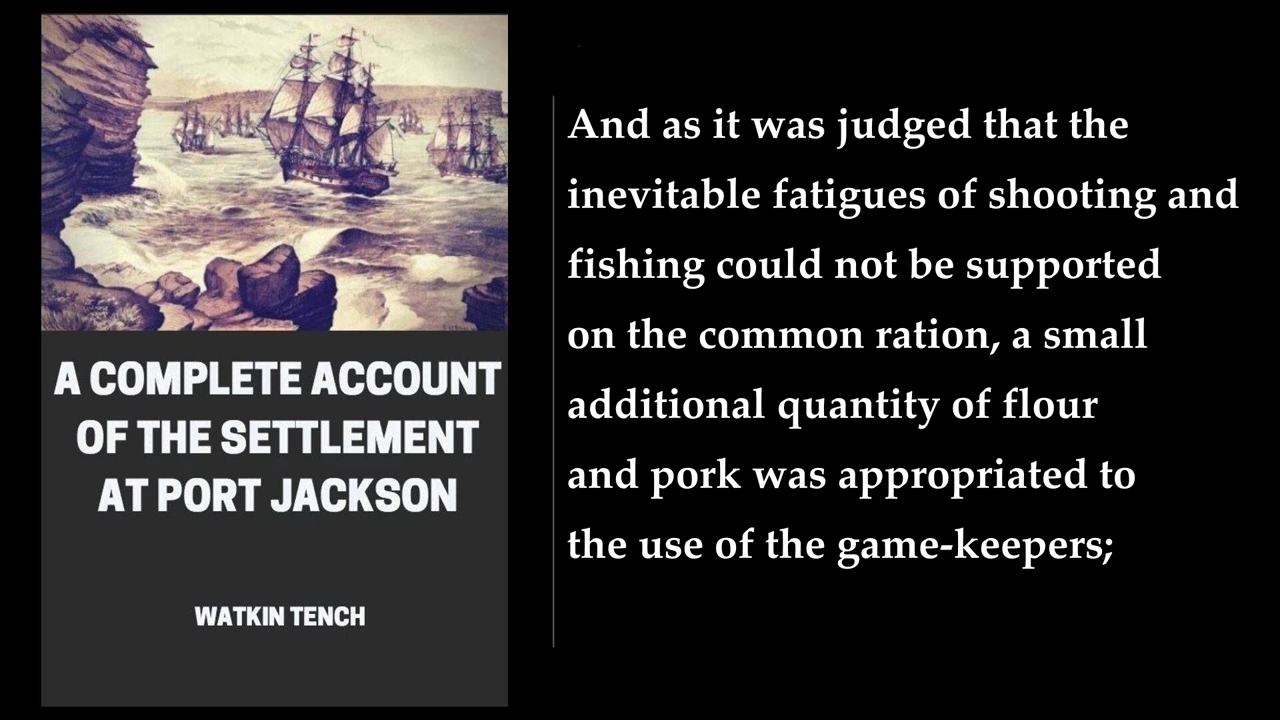 A COMPLETE ACCOUNT
OF THE SETTLEMENT
AT PORT JACKSON
WATKIN TENCH
And as it was judged that the
inevitable fatigues of shooting and
fishing could not be supported
on the common ration, a small
additional quantity of flour
and pork was appropriated to
the use of the game-keepers;